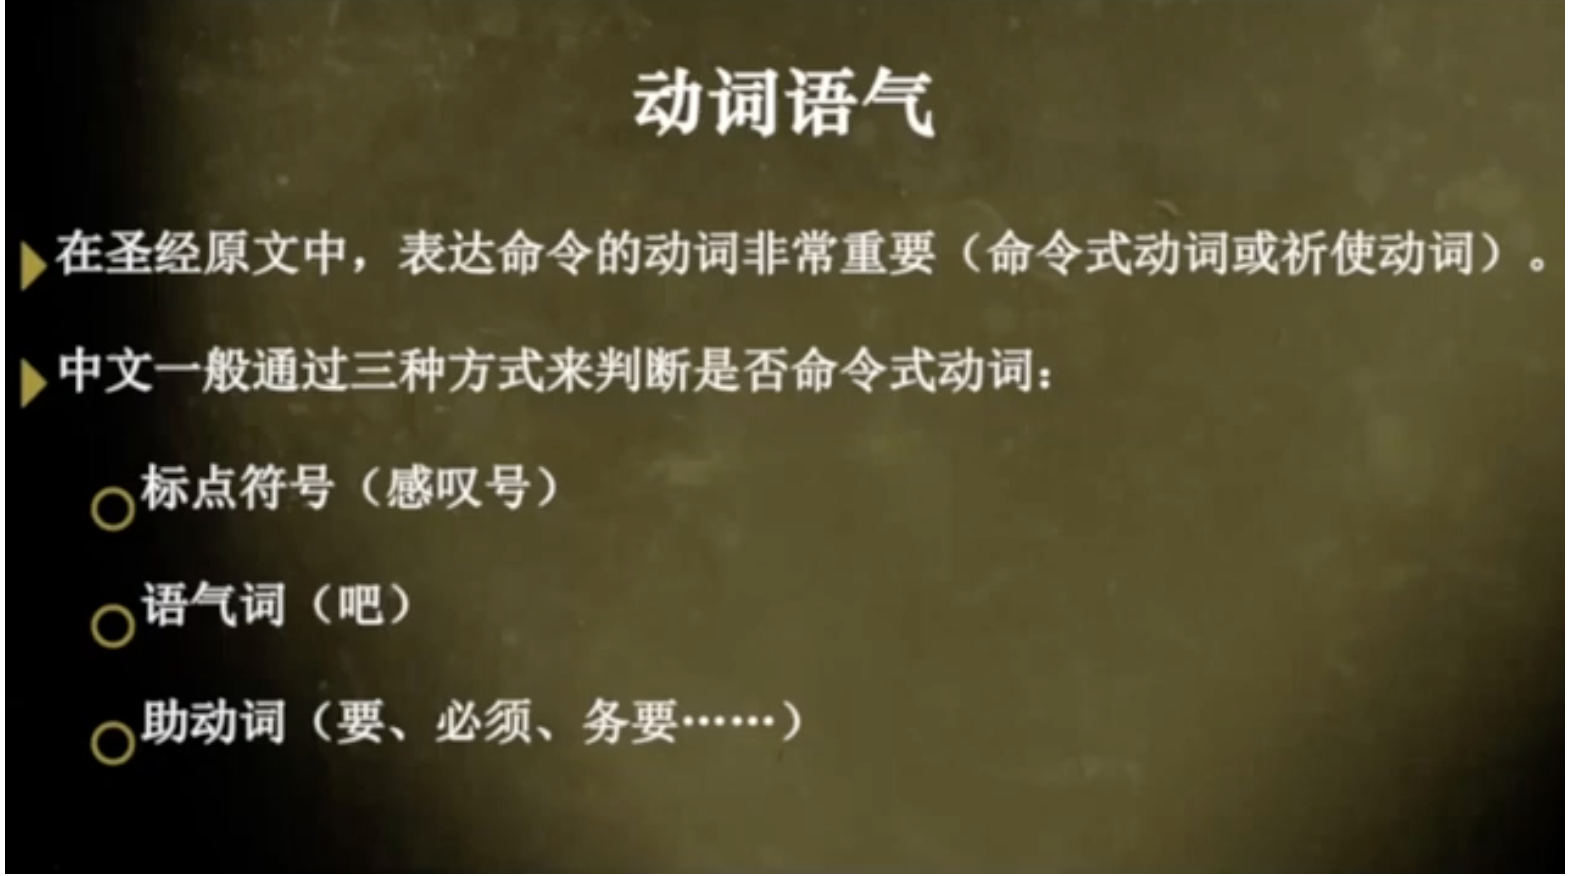 动词语气
在圣经原文中，表达命令的动词非常重要（命令式动词或祈使动词）。
中文一般通过三种方式来判断是否命令式动词：
标点符号（感叹号）
语气词（吧）
助动词（要、必须、务要……）